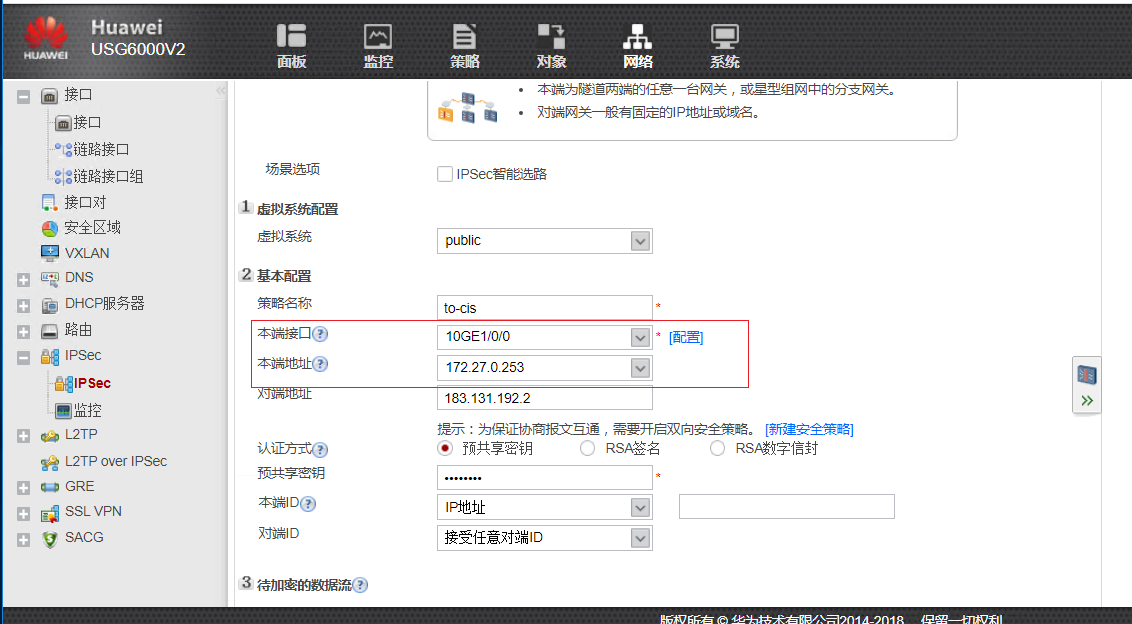 HUAWEI
Huawei
USG6000V2
面板
监控
策略
对象
网络
系统
接口
接口
链路接口
链路接口组
接口对
安全区域
VXLAN
DNS
DHCP服务器
路由
IPSec
IPSec
监控
L2TP
L2TP over IPSec
GRE
SSL VPN
SACG
• 本端为隧道两端的任意一台网关，或星型组网中的分支网关。
• 对端网关一般有固定的IP地址或域名。
场景选项
IPSec智能选路
1 虚拟系统配置
虚拟系统
public
2 基本配置
策略名称
to-cis *
本端接口
10GE1/0/0 * [配置]
本端地址
172.27.0.253
对端地址
183.131.192.2
提示：为保证协商报文互通，需要开启双向安全策略。 [新建安全策略]
认证方式
预共享密钥 RSA签名 RSA数字信封
预共享密钥
•••••••• *
本端ID
IP地址
对端ID
接受任意对端ID
3 待加密的数据流
版权所有 © 华为技术有限公司2014-2018。 保留一切权利